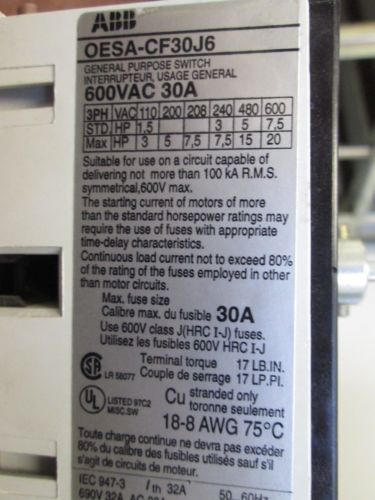 ABB
OESA-CF30J6
GENERAL PURPOSE SWITCH
INTERRUPTEUR, USAGE GENERAL
600VAC 30A
3PH VAC 110 200 208 240 480 600
STD. HP 1,5 3 5 7,5
Max HP 3 5 7,5 7,5 15 20
Suitable for use on a circuit capable of
delivering not more than 100 kA R.M.S.
symmetrical,600V max.
The starting current of motors of more
than the standard horsepower ratings may
require the use of fuses with appropriate
time-delay characteristics.
Continuous load current not to exceed 80%
of the rating of the fuses employed in other
than motor circuits.
Max. fuse size
Calibre max. du fusible 30A
Use 600V class J(HRC I-J) fuses.
Utilisez les fusibles 600V HRC I-J
Terminal torque 17 LB.IN.
LR 58077 Couple de serrage 17 LP.PI.
LISTED 97C2 Cu stranded only
MISC.SW toronne seulement
18-8 AWG 75°C
Toute charge continue ne devra pas excéder
80% du calibre des fusibles utilisés sauf s'il
s'agit de circuits de moteur.
IEC 947-3 Ith 32A 50 60Hz
690V 32A